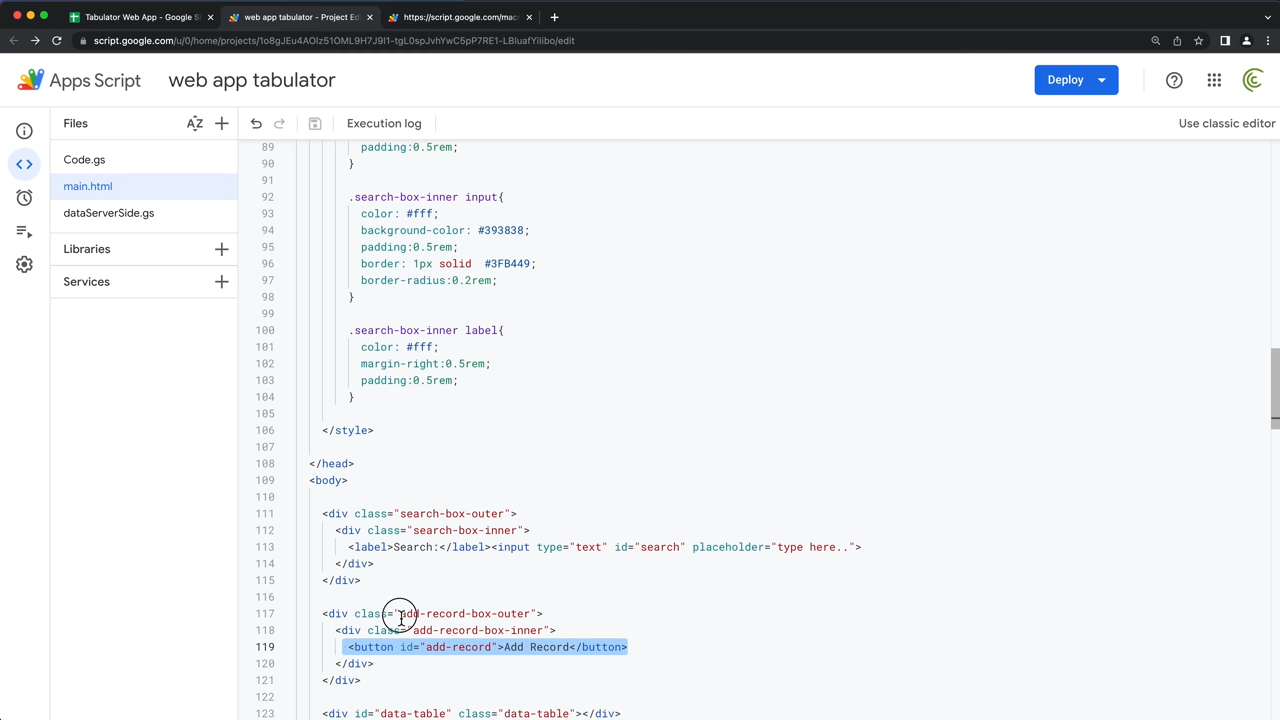 Tabulator Web App - Google S
web app tabulator - Project Ed
https://script.google.com/mac
script.google.com/u/0/home/projects/1o8gJEu4AOlz51OML9H7J9I1-tgL0spJvhYwC5pP7RE1-LBIuafYiIibo/edit
Apps Script
web app tabulator
Deploy
Files
AZ
Execution log
Use classic editor
Code.gs
main.html
dataServerSide.gs
Libraries
Services
89 padding:0.5rem;
90 }
91
92 .search-box-inner input{
93 color: #fff;
94 background-color: #393838;
95 padding:0.5rem;
96 border: 1px solid  #3FB449;
97 border-radius:0.2rem;
98 }
99
100 .search-box-inner label{
101 color: #fff;
102 margin-right:0.5rem;
103 padding:0.5rem;
104 }
105
106 </style>
107
108 </head>
109 <body>
110
111 <div class="search-box-outer">
112 <div class="search-box-inner">
113 <label>Search:</label><input type="text" id="search" placeholder="type here..">
114 </div>
115 </div>
116
117 <div class="add-record-box-outer">
118 <div class="add-record-box-inner">
119 <button id="add-record">Add Record</button>
120 </div>
121 </div>
122
123 <div id="data-table" class="data-table"></div>